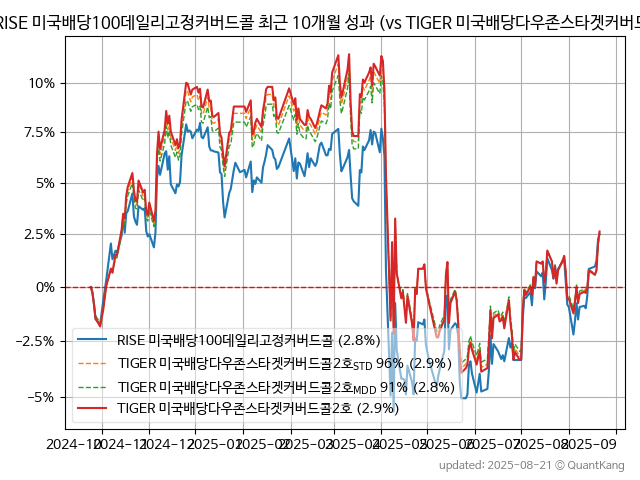 RISE 미국배당100데일리고정커버드콜 최근 10개월 성과 (vs TIGER 미국배당다우존스타겟커버드
10%
7.5%
5%
2.5%
0%
−2.5%
−5%
RISE 미국배당100데일리고정커버드콜 (2.8%)
TIGER 미국배당다우존스타겟커버드콜2호STD 96% (2.9%)
TIGER 미국배당다우존스타겟커버드콜2호MDD 91% (2.8%)
TIGER 미국배당다우존스타겟커버드콜2호 (2.9%)
2024-10 2024-11 2024-12 2025-01 2025-02 2025-03 2025-04 2025-05 2025-06 2025-07 2025-08 2025-09
updated: 2025-08-21 © QuantKang